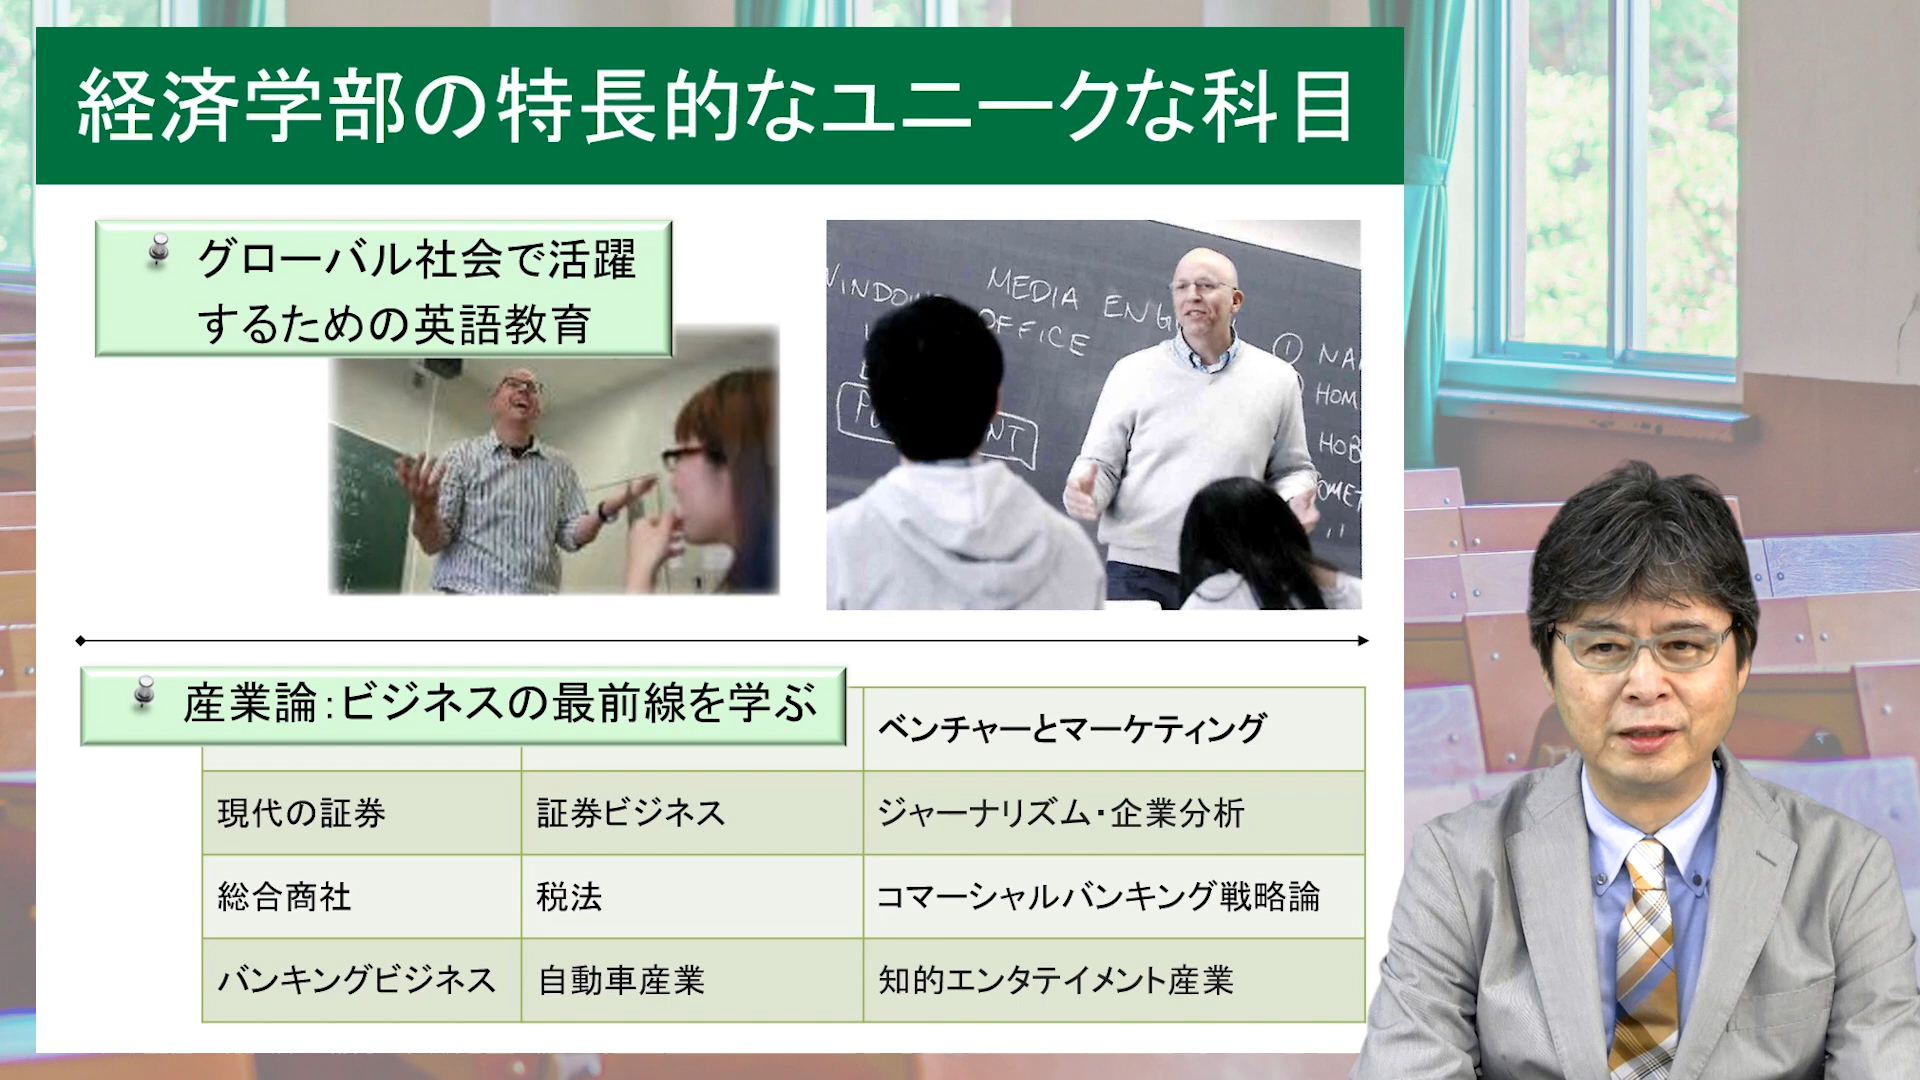 経済学部の特長的なユニークな科目
グローバル社会で活躍
するための英語教育
MEDIA ENG
OFFICE
① NA
HOM
HOB
産業論：ビジネスの最前線を学ぶ
ベンチャーとマーケティング
現代の証券 証券ビジネス ジャーナリズム・企業分析
総合商社 税法 コマーシャルバンキング戦略論
バンキングビジネス 自動車産業 知的エンタテイメント産業